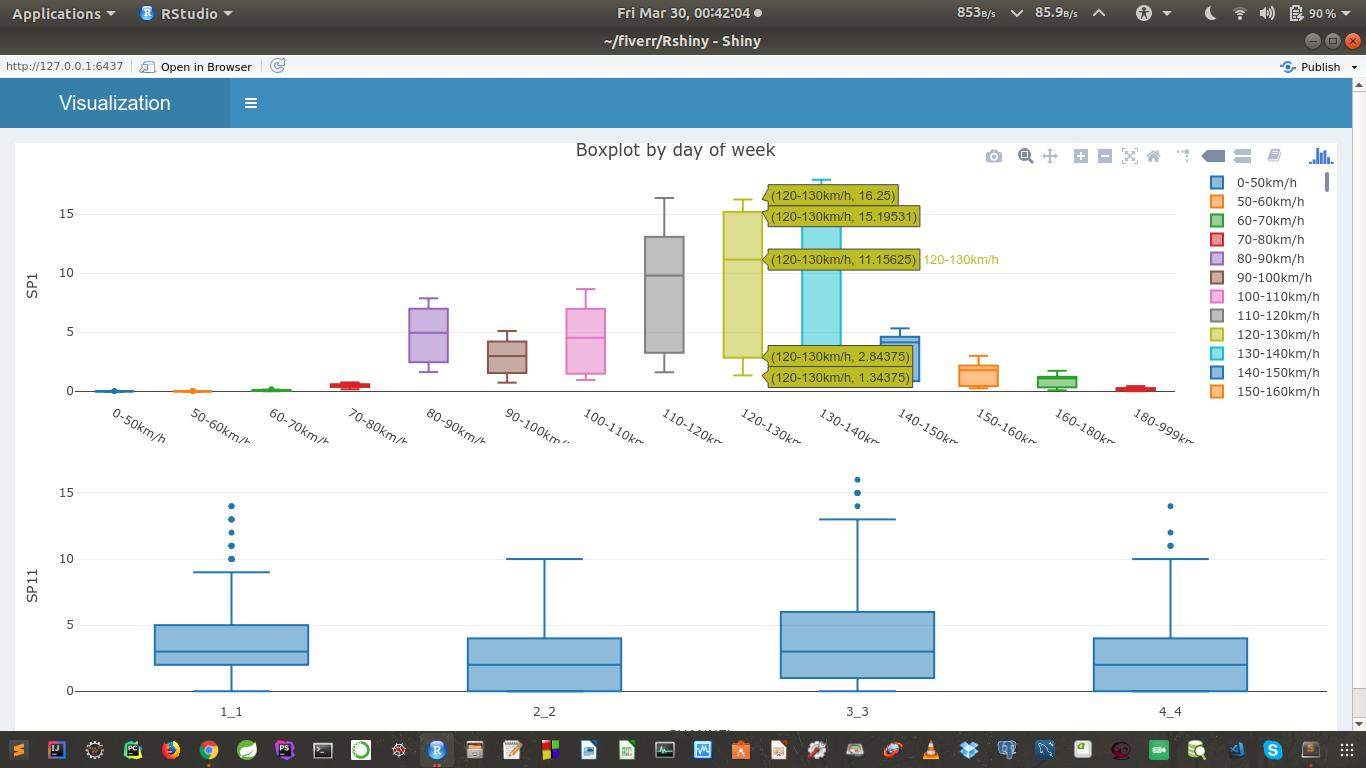 Applications
RStudio
Fri Mar 30, 00:42:04
853B/s
85.9B/s
90%
~/fiverr/Rshiny - Shiny
http://127.0.0.1:6437
Open in Browser
Publish
Visualization
Boxplot by day of week
SP1
15
10
5
0
(120-130km/h, 16.25)
(120-130km/h, 15.19531)
(120-130km/h, 11.15625)
120-130km/h
(120-130km/h, 2.84375)
(120-130km/h, 1.34375)
0-50km/h
50-60km/h
60-70km/h
70-80km/h
80-90km/h
90-100km/h
100-110km
110-120km
120-130km
130-140km
140-150km
150-160km
160-180km
180-999km
0-50km/h
50-60km/h
60-70km/h
70-80km/h
80-90km/h
90-100km/h
100-110km/h
110-120km/h
120-130km/h
130-140km/h
140-150km/h
150-160km/h
SP11
15
10
5
0
1_1
2_2
3_3
4_4